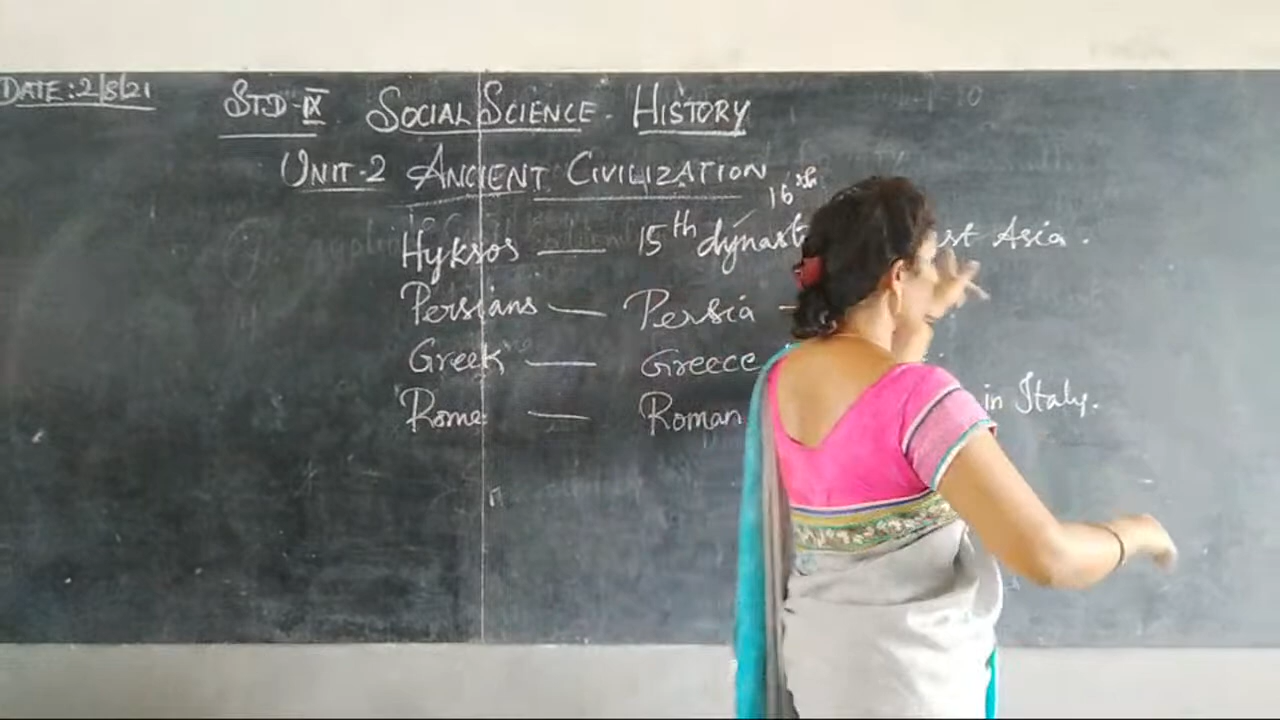 DATE: 2/8/21
STD-IX SOCIAL SCIENCE - HISTORY
UNIT-2 ANCIENT CIVILIZATION
16th
Hyksos — 15th dynast st Asia.
Persians — Persia -
Greek — Greece
Rome — Roman in Italy.